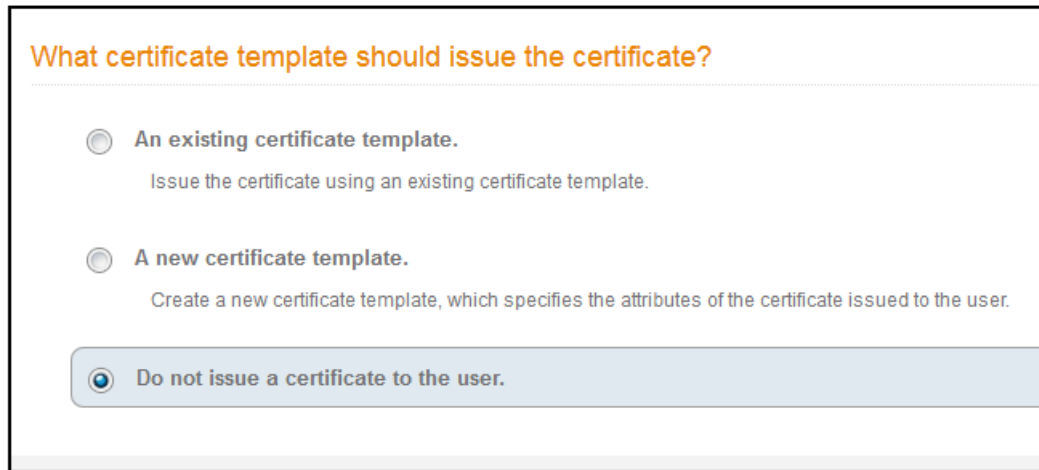 What certificate template should issue the certificate?
An existing certificate template.
Issue the certificate using an existing certificate template.
A new certificate template.
Create a new certificate template, which specifies the attributes of the certificate issued to the user.
Do not issue a certificate to the user.